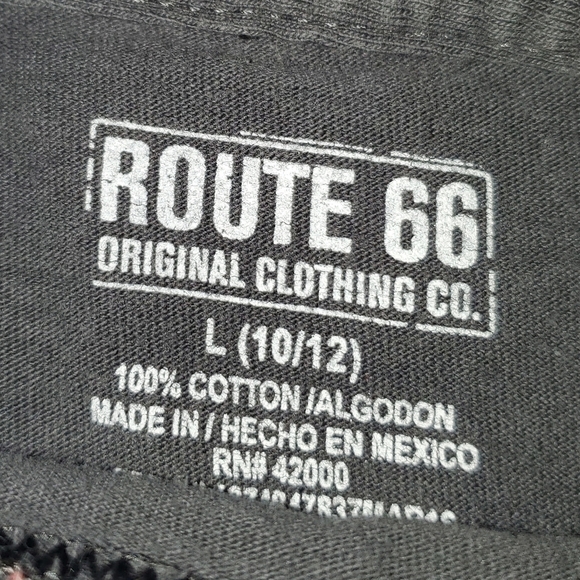 ROUTE 66
ORIGINAL CLOTHING CO.
L (10/12)
100% COTTON /ALGODON
MADE IN / HECHO EN MEXICO
RN# 42000